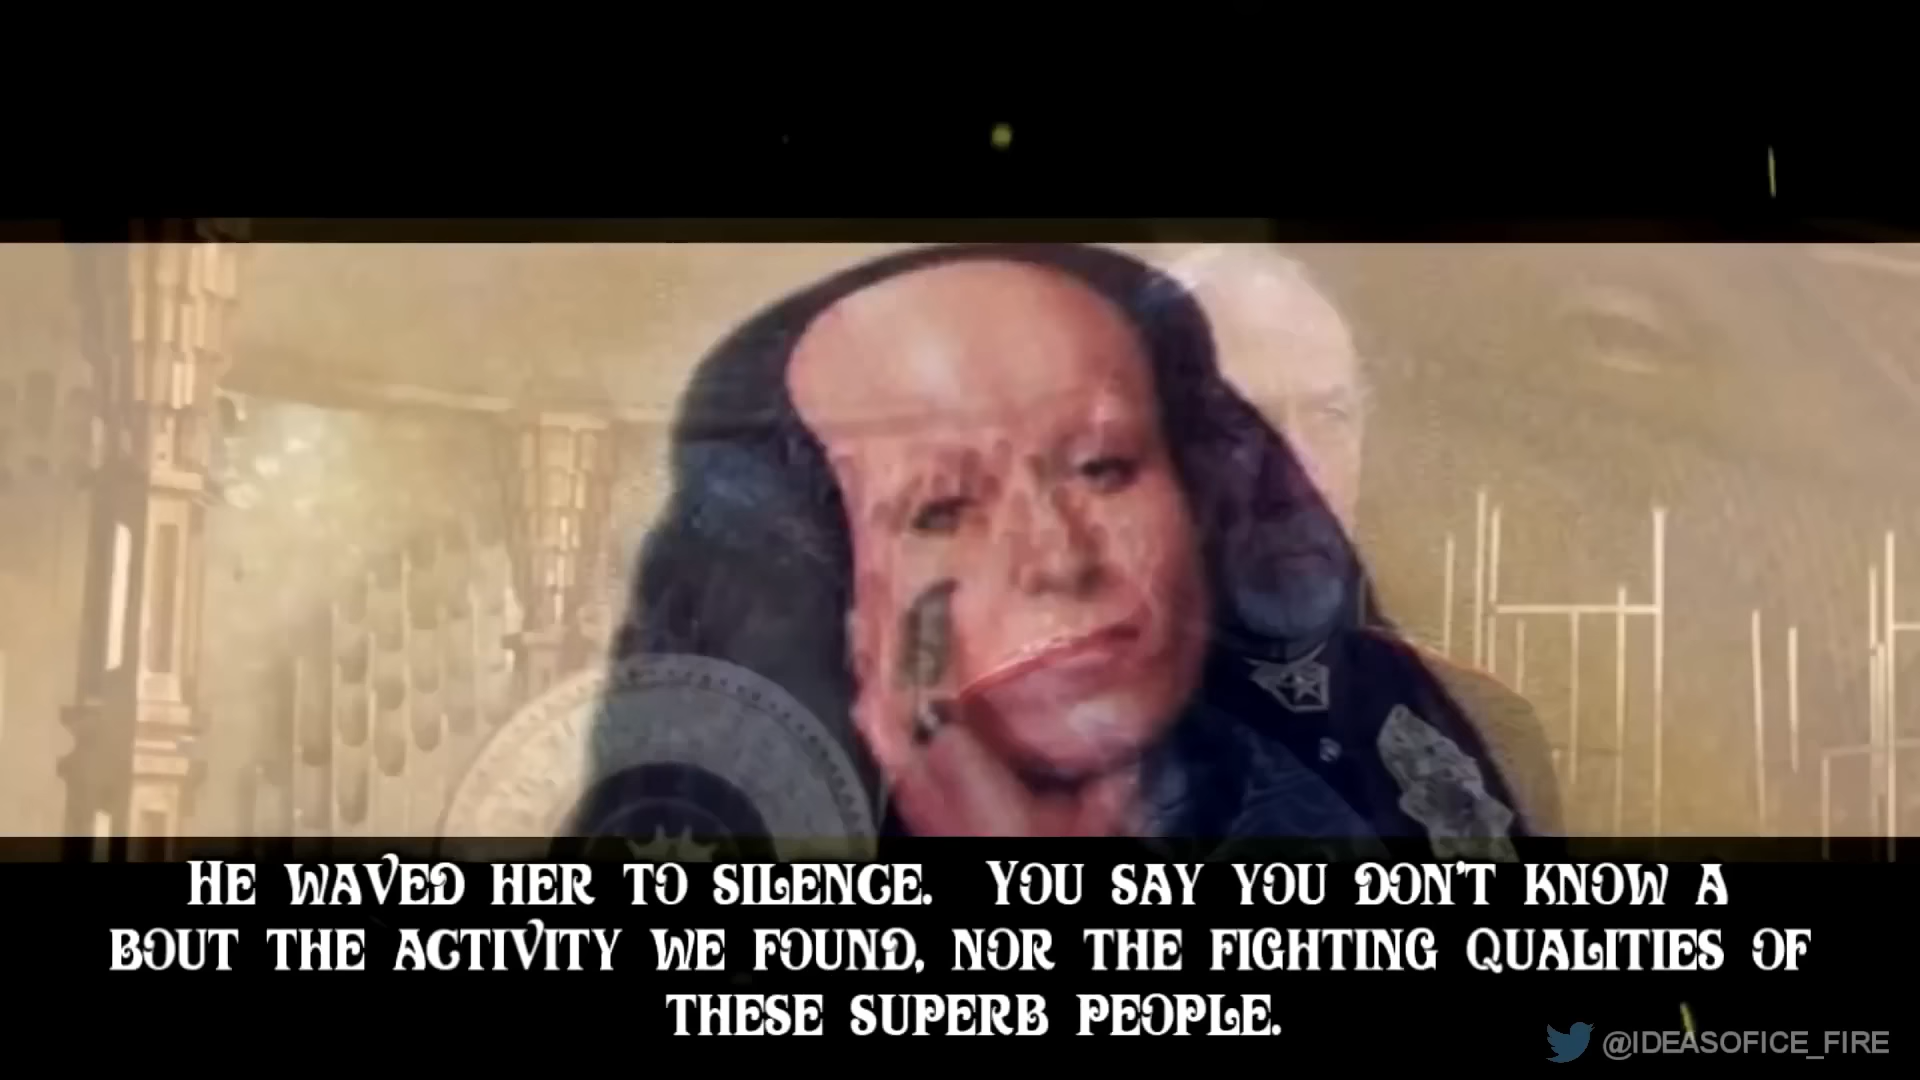 He waved her to silence. You say you don't know a
bout the activity we found, nor the fighting qualities of
these superb people.
@IDEASOFICE_FIRE